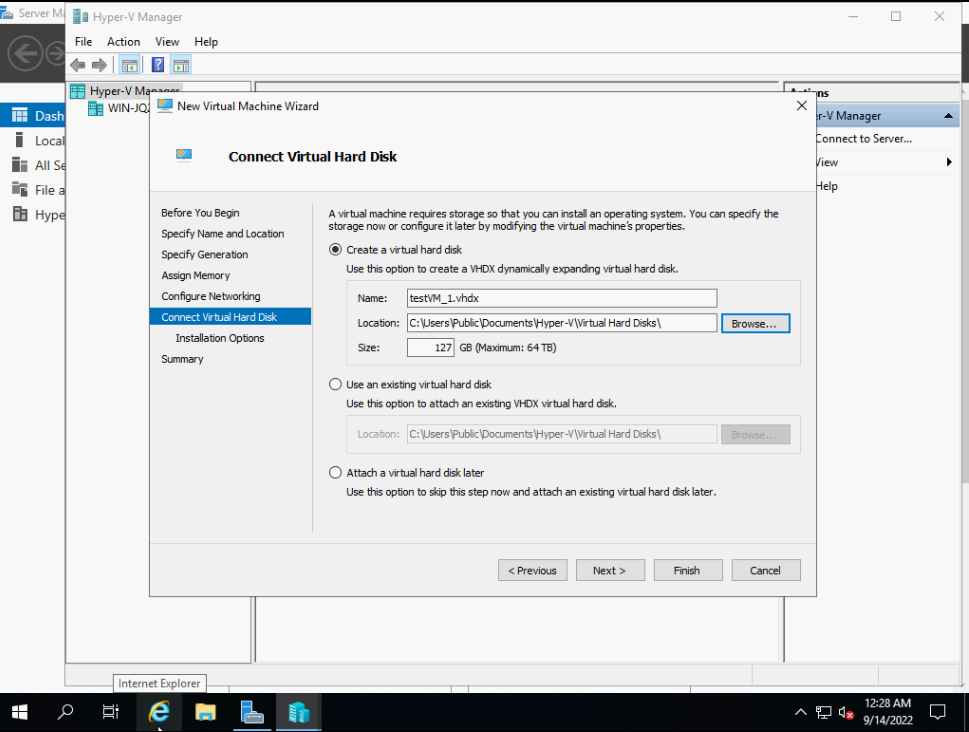 Server Ma
Hyper-V Manager
File Action View Help
Hyper-V Manager
WIN-JQ
Dash
Local
All Se
File a
Hype
New Virtual Machine Wizard
Connect Virtual Hard Disk
Before You Begin
Specify Name and Location
Specify Generation
Assign Memory
Configure Networking
Connect Virtual Hard Disk
Installation Options
Summary
A virtual machine requires storage so that you can install an operating system. You can specify the
storage now or configure it later by modifying the virtual machine's properties.
Create a virtual hard disk
Use this option to create a VHDX dynamically expanding virtual hard disk.
Name: testVM_1.vhdx
Location: C:\Users\Public\Documents\Hyper-V\Virtual Hard Disks\ Browse...
Size: 127 GB (Maximum: 64 TB)
Use an existing virtual hard disk
Use this option to attach an existing VHDX virtual hard disk.
Location: C:\Users\Public\Documents\Hyper-V\Virtual Hard Disks\ Browse...
Attach a virtual hard disk later
Use this option to skip this step now and attach an existing virtual hard disk later.
< Previous Next > Finish Cancel
Actions
r-V Manager
Connect to Server...
View
Help
Internet Explorer
12:28 AM
9/14/2022